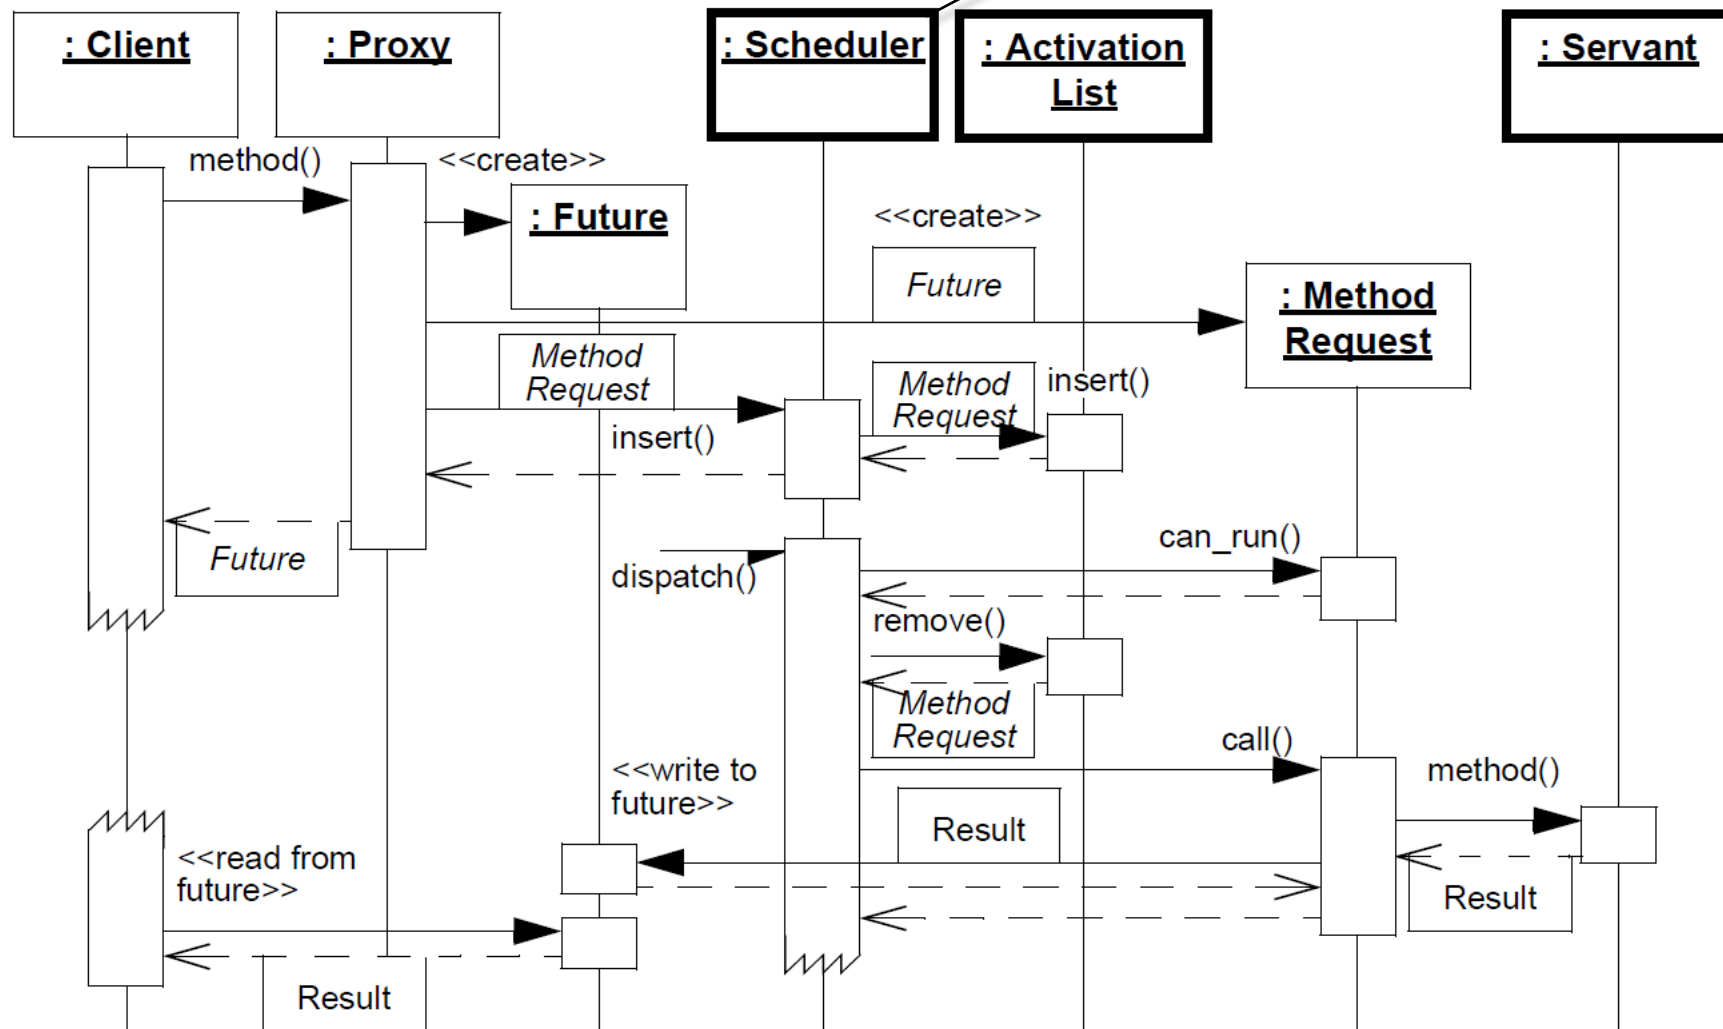 : Client
: Proxy
: Scheduler
: Activation
List
: Servant
method()
<<create>>
: Future
<<create>>
Future
: Method
Request
Method
Request
insert()
Method
Request
insert()
Future
dispatch()
can_run()
remove()
Method
Request
call()
<<write to
future>>
method()
Result
<<read from
future>>
Result
Result